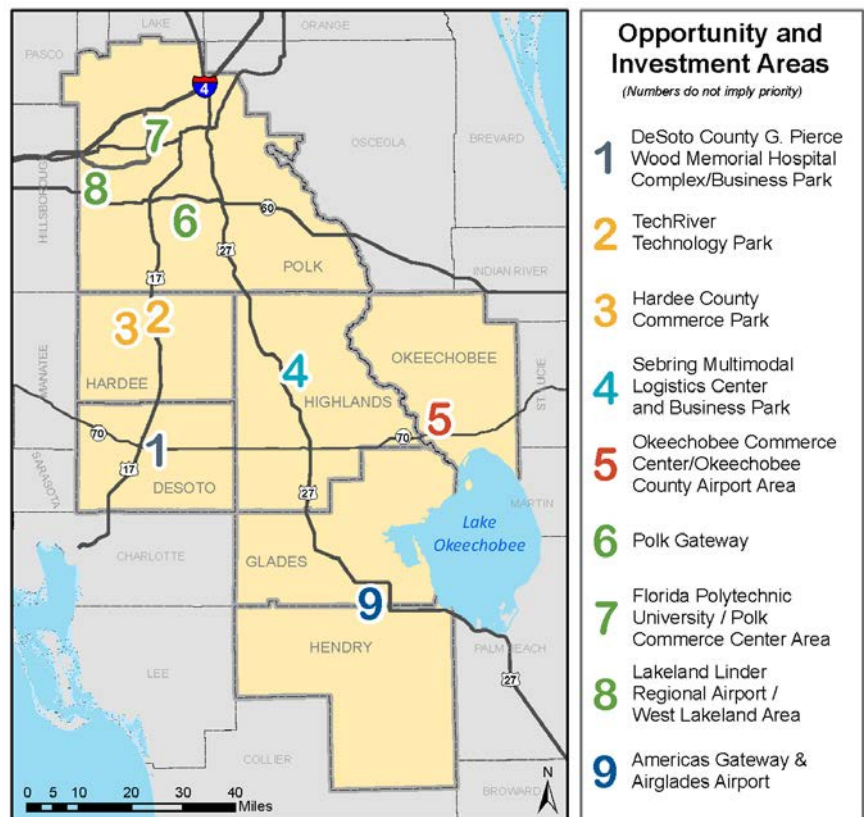 LAKE
ORANGE
PASCO
4
OSCEOLA
BREVARD
HILLSBOROUGH
7
8
6
60
27
POLK
17
INDIAN RIVER
3
2
MANATEE
HARDEE
4
HIGHLANDS
OKEECHOBEE
ST. LUCIE
5
70
70
1
SARASOTA
17
DESOTO
27
MARTIN
CHARLOTTE
GLADES
Lake
Okeechobee
9
HENDRY
LEE
PALM BEACH
27
COLLIER
BROWARD
N
0 5 10 20 30 40
Miles
Opportunity and
Investment Areas
(Numbers do not imply priority)
1
DeSoto County G. Pierce
Wood Memorial Hospital
Complex/Business Park
2
TechRiver
Technology Park
3
Hardee County
Commerce Park
4
Sebring Multimodal
Logistics Center
and Business Park
5
Okeechobee Commerce
Center/Okeechobee
County Airport Area
6
Polk Gateway
7
Florida Polytechnic
University / Polk
Commerce Center Area
8
Lakeland Linder
Regional Airport /
West Lakeland Area
9
Americas Gateway &
Airglades Airport